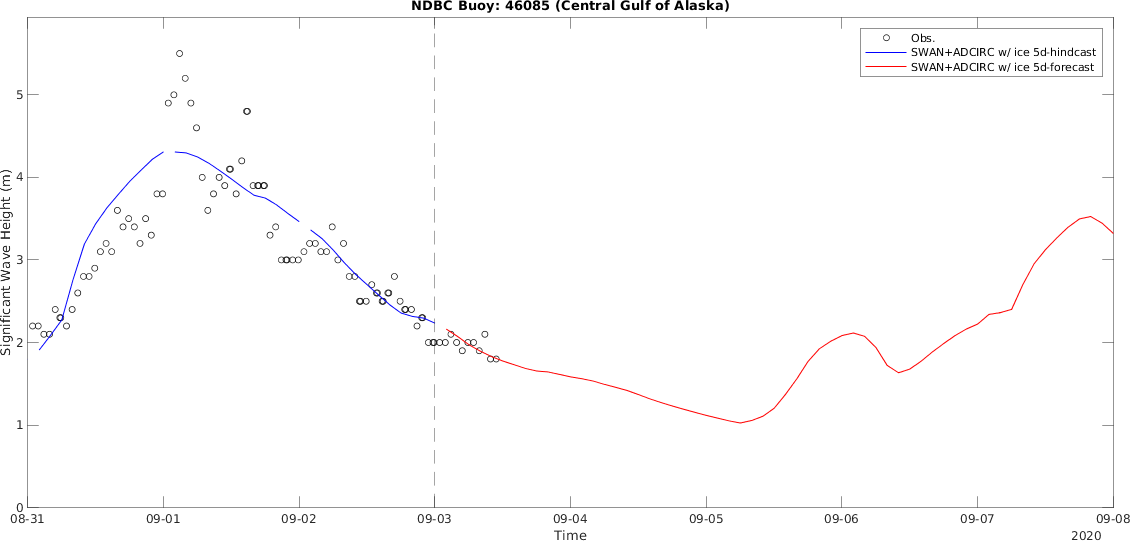 NDBC Buoy: 46085 (Central Gulf of Alaska)
Obs.
SWAN+ADCIRC w/ ice 5d-hindcast
SWAN+ADCIRC w/ ice 5d-forecast
Significant Wave Height (m)
5
4
3
2
1
0
08-31
09-01
09-02
09-03
09-04
09-05
09-06
09-07
09-08
Time
2020